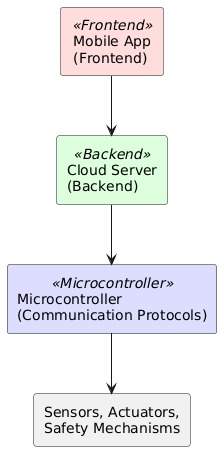 «Frontend»
Mobile App
(Frontend)
«Backend»
Cloud Server
(Backend)
«Microcontroller»
Microcontroller
(Communication Protocols)
Sensors, Actuators,
Safety Mechanisms